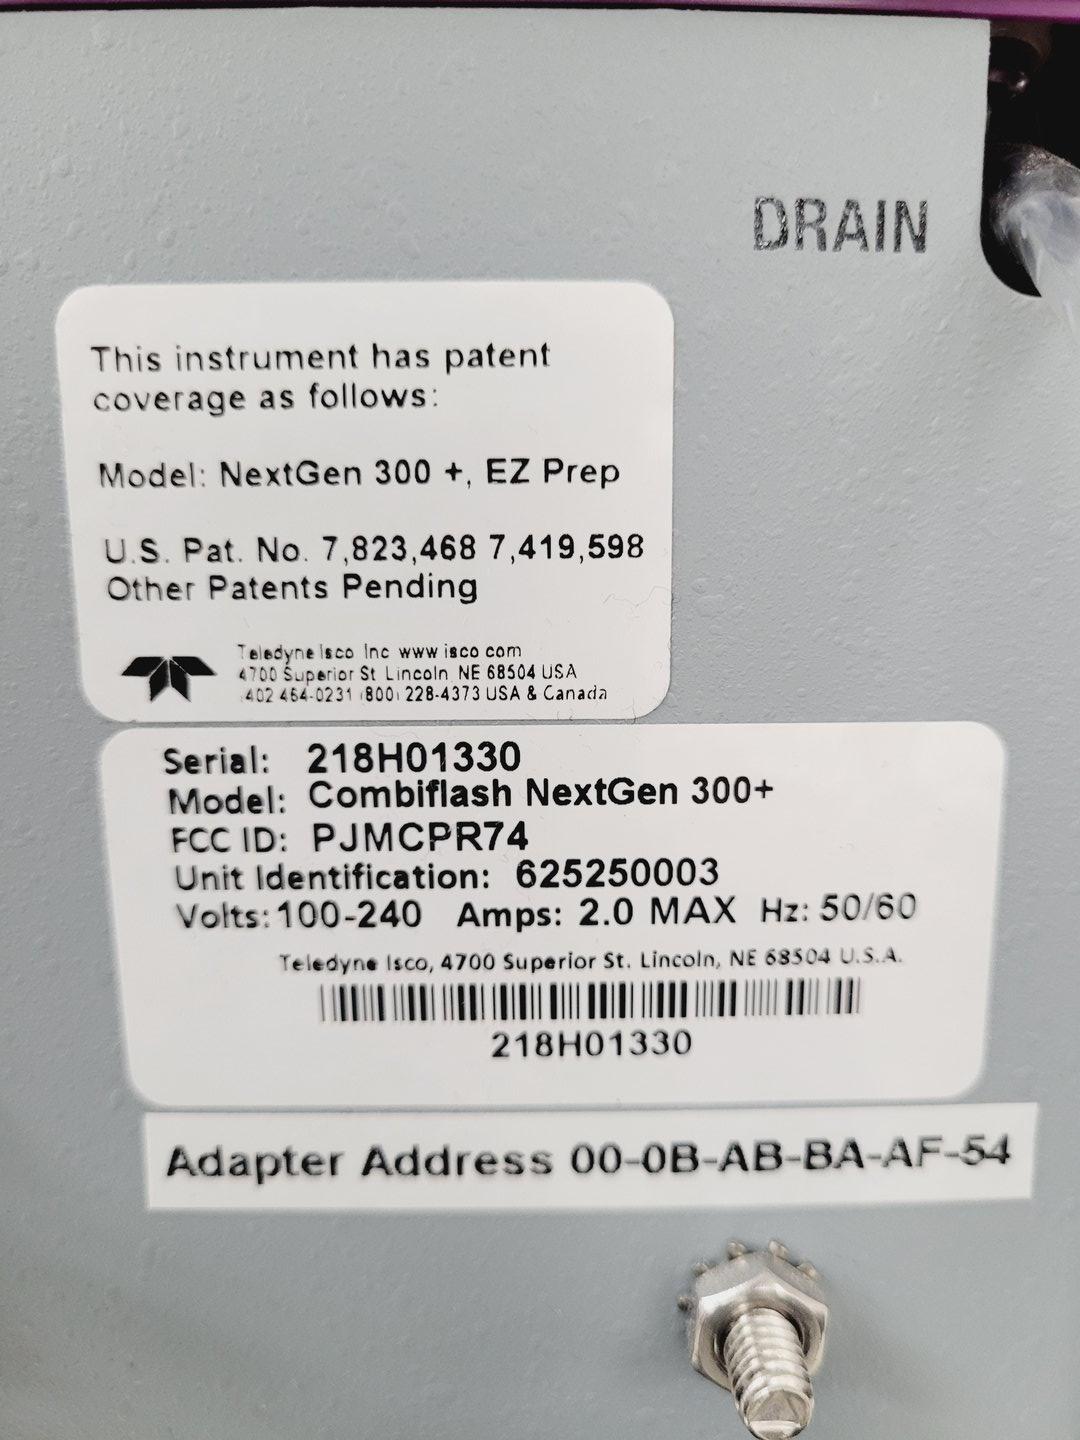 DRAIN
This instrument has patent
coverage as follows:
Model: NextGen 300 +, EZ Prep
U.S. Pat. No. 7,823,468 7,419,598
Other Patents Pending
Teledyne Isco Inc www isco com
4700 Superior St Lincoln NE 68504 USA
402 464-0231 (800) 228-4373 USA & Canada
Serial: 218H01330
Model: Combiflash NextGen 300+
FCC ID: PJMCPR74
Unit Identification: 625250003
Volts: 100-240 Amps: 2.0 MAX Hz: 50/60
Teledyne Isco, 4700 Superior St. Lincoln, NE 68504 U.S.A.
218H01330
Adapter Address 00-0B-AB-BA-AF-54